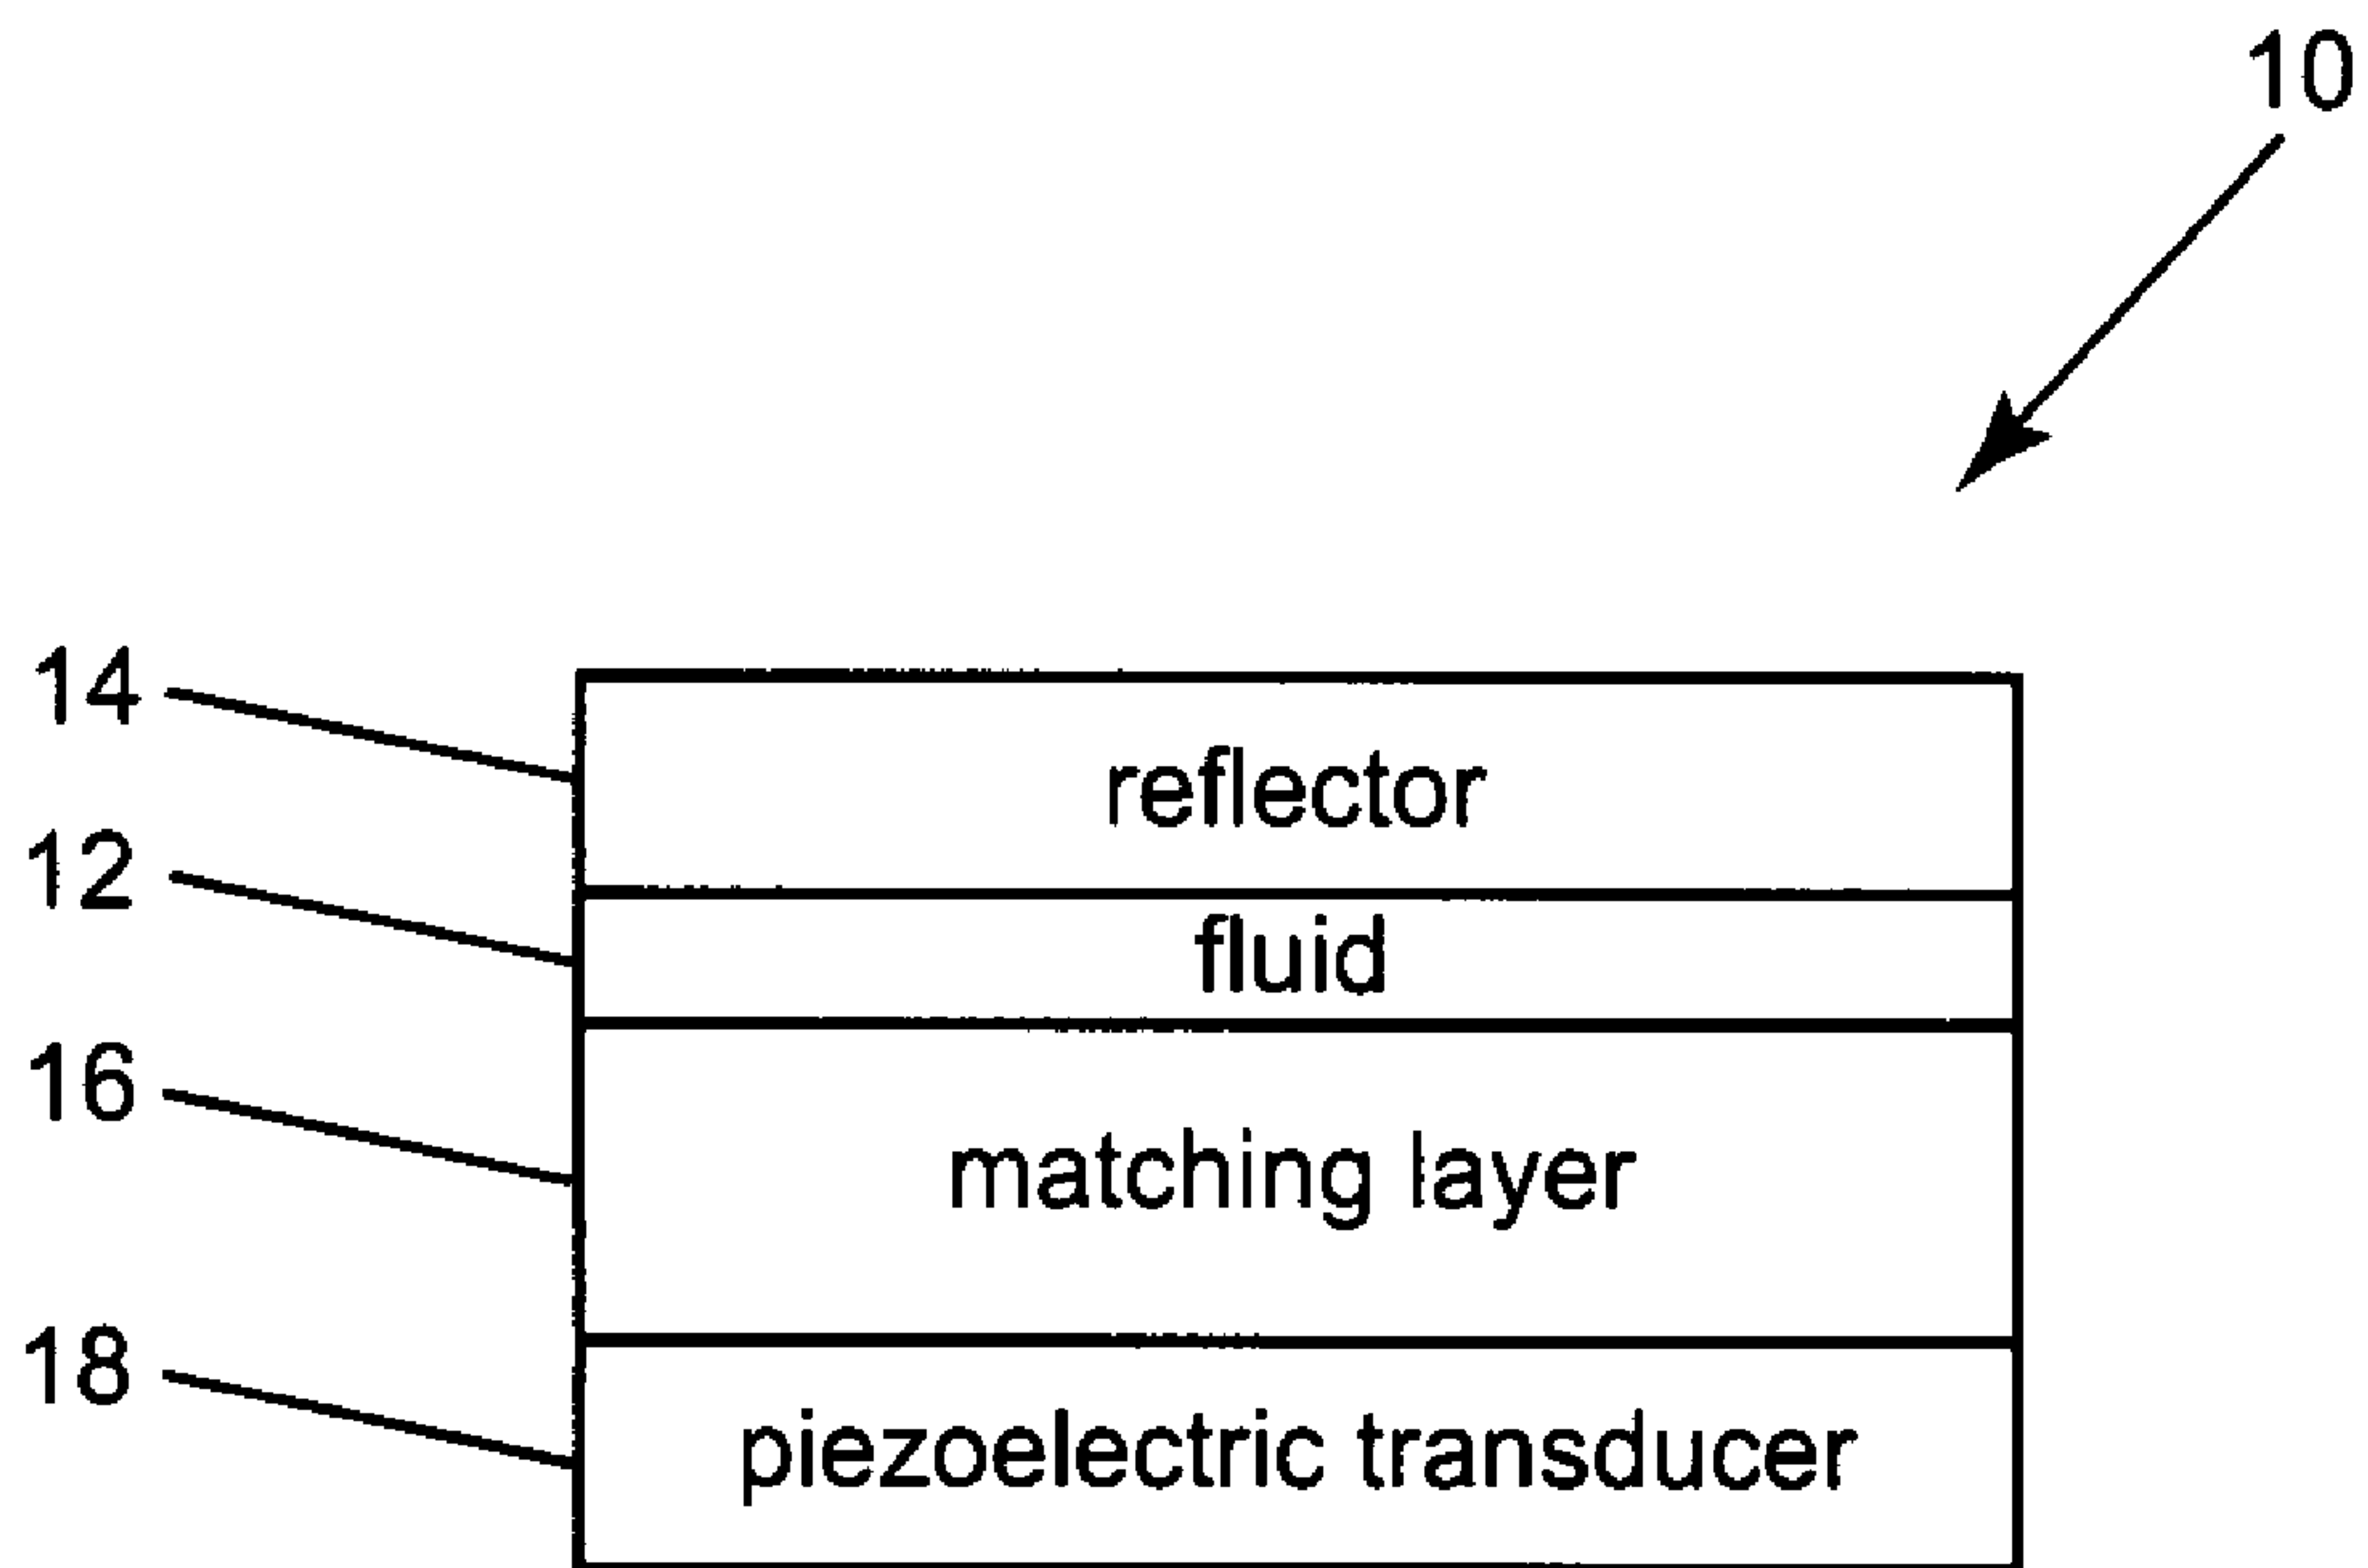 10
14
reflector
12
fluid
16
matching layer
18
piezoelectric transducer